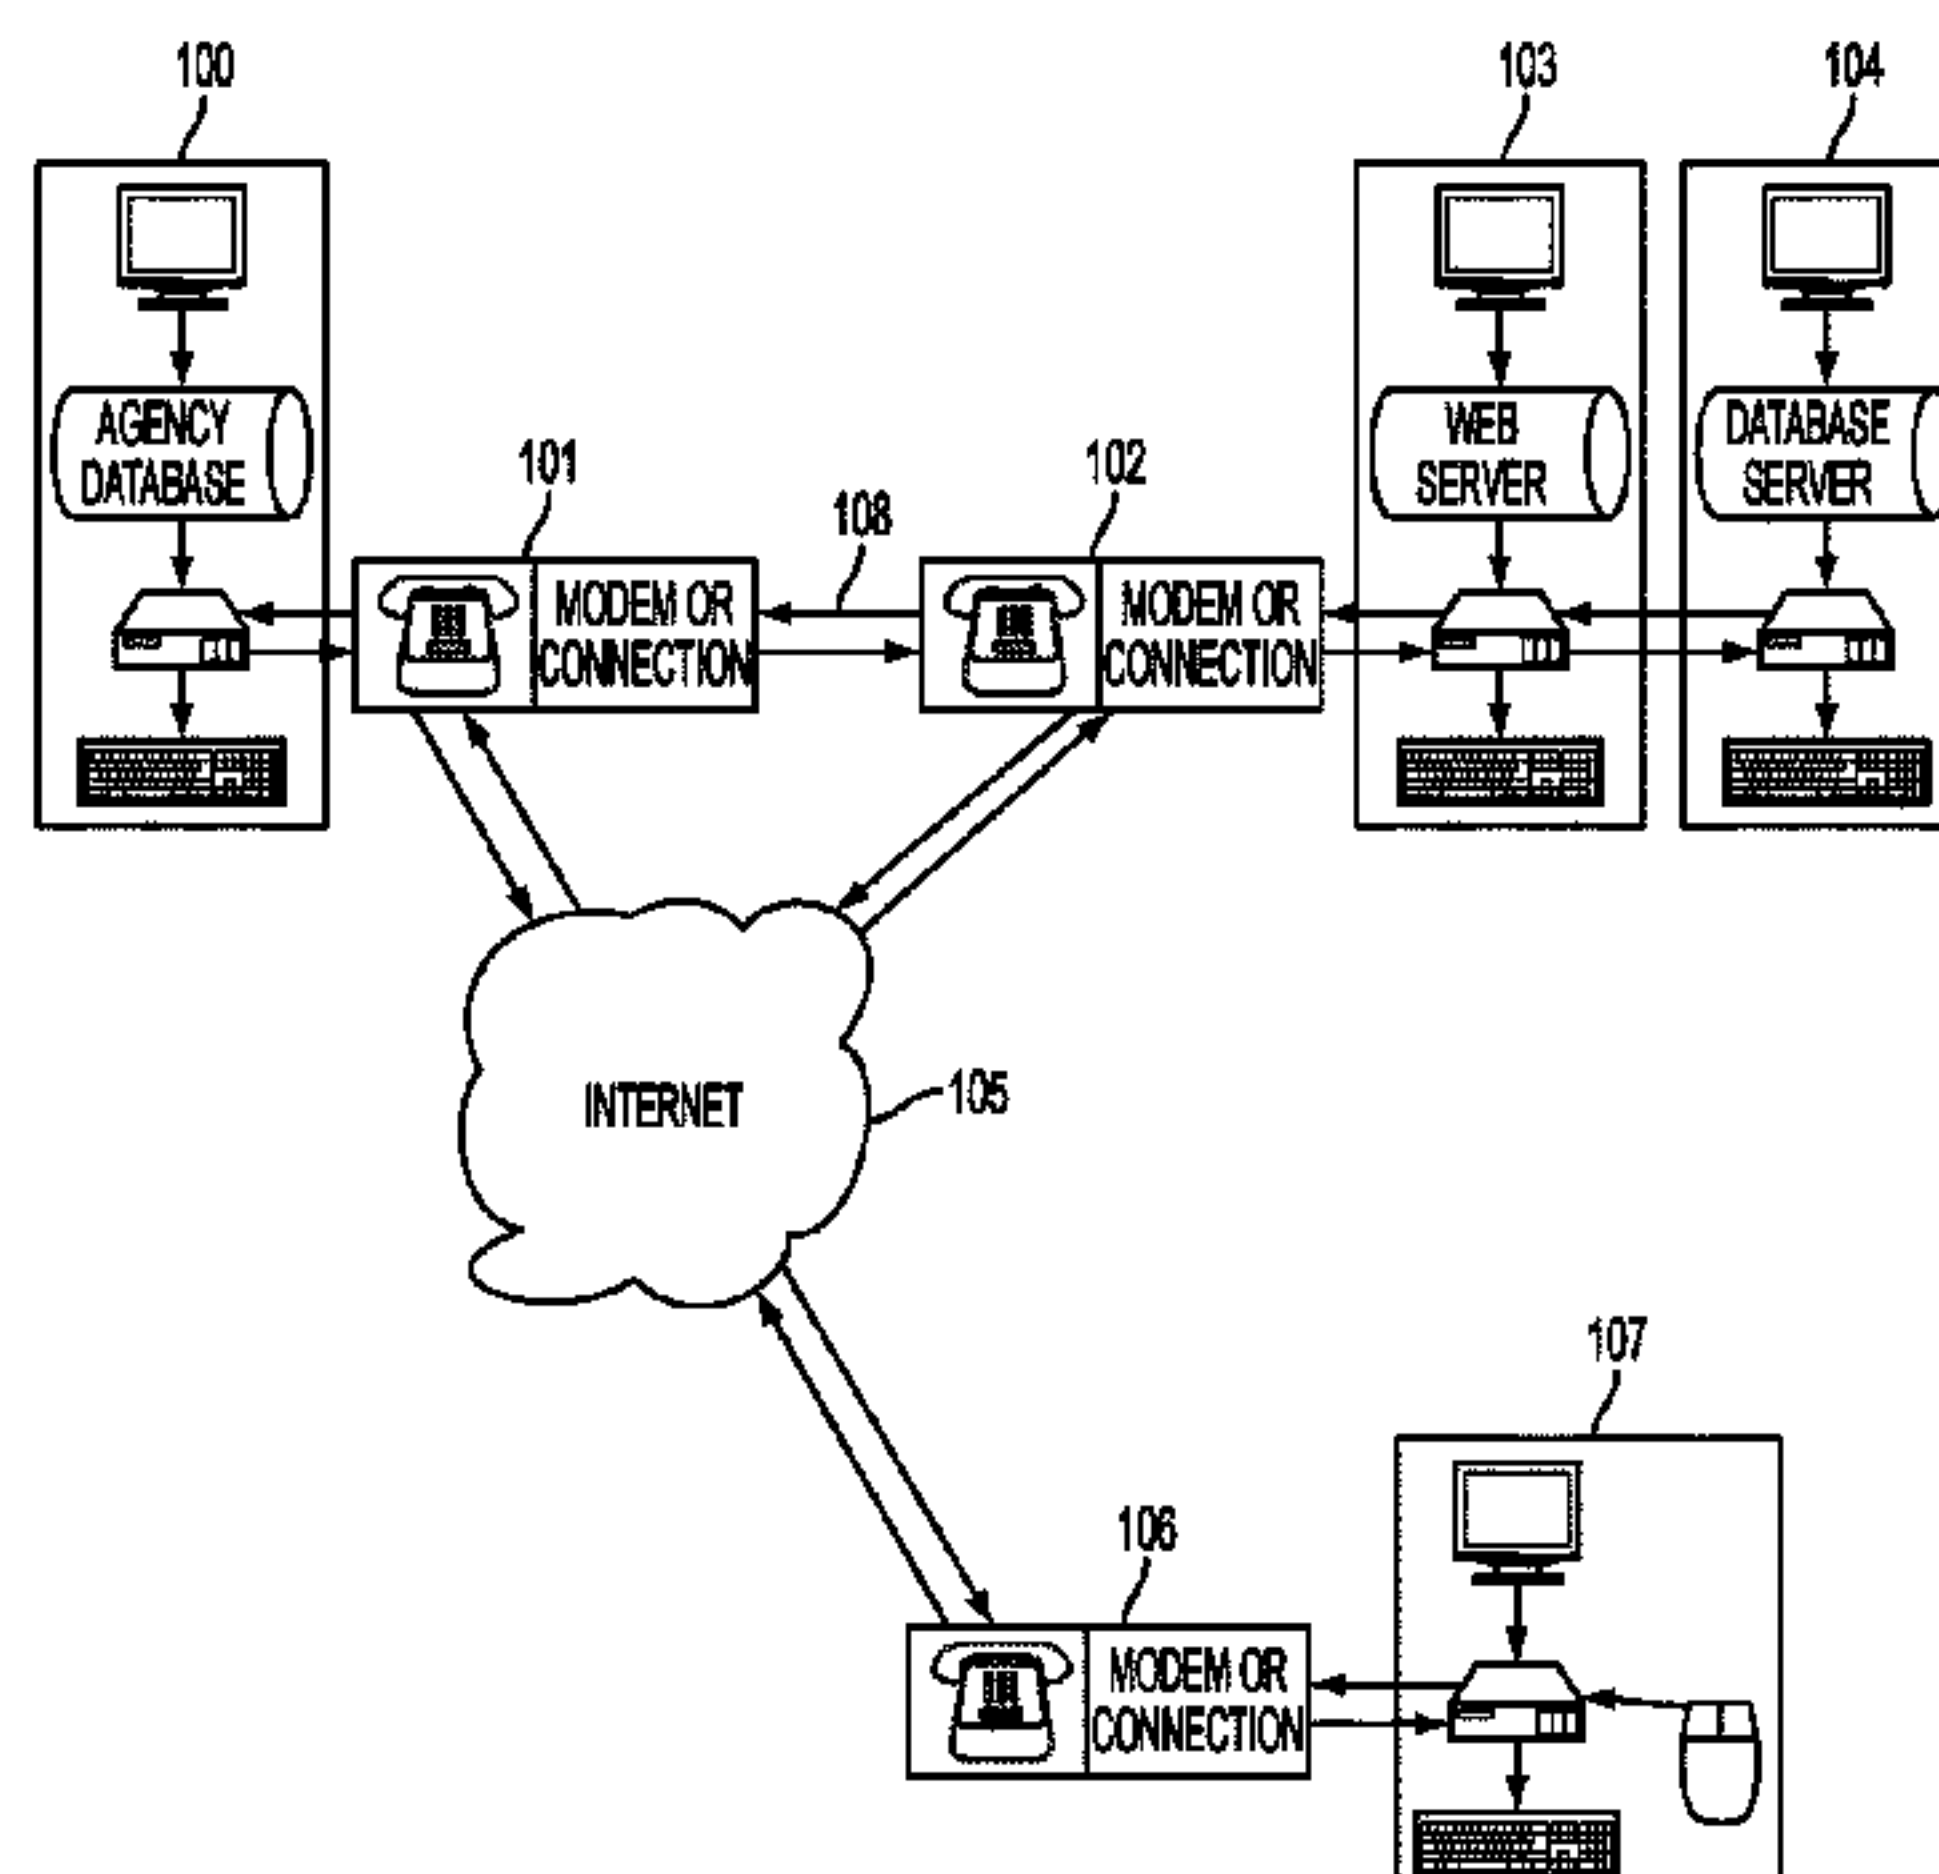 100
103
104
AGENCY
DATABASE
WEB
SERVER
DATABASE
SERVER
101
108
102
MODEM OR
CONNECTION
MODEM OR
CONNECTION
INTERNET
105
107
106
MODEM OR
CONNECTION